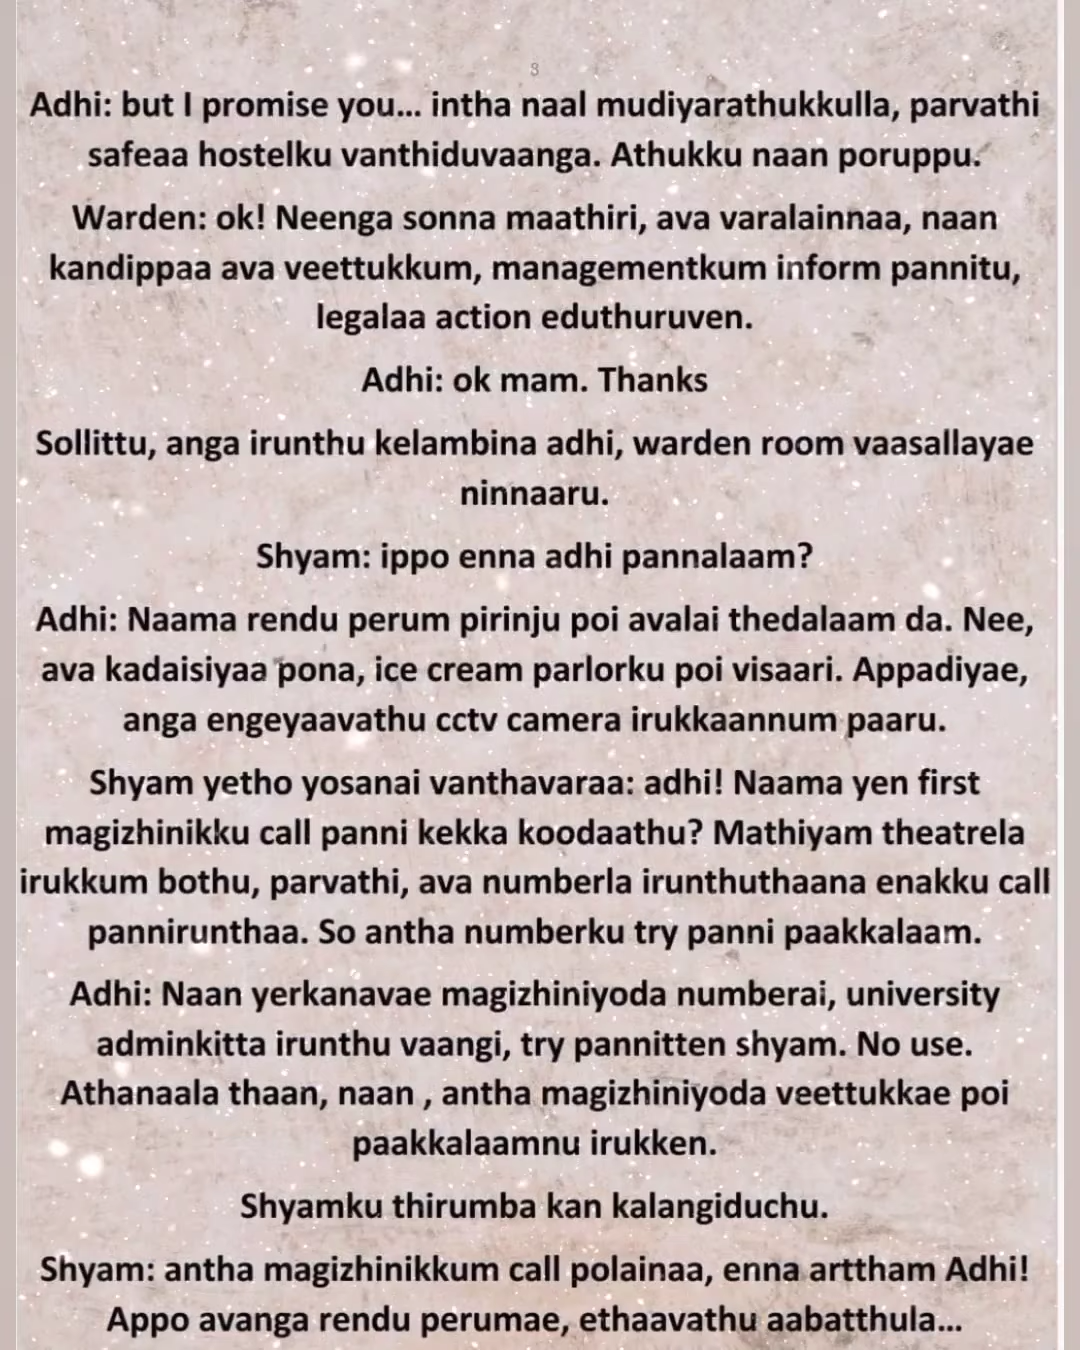 3
Adhi: but I promise you... intha naal mudiyarathukkulla, parvathi
safeaa hostelku vanthiduvaanga. Athukku naan poruppu.
Warden: ok! Neenga sonna maathiri, ava varalainnaa, naan
kandippaa ava veettukkum, managementkum inform pannitu,
legalaa action eduthuruven.
Adhi: ok mam. Thanks
Sollittu, anga irunthu kelambina adhi, warden room vaasallayae
ninnaaru.
Shyam: ippo enna adhi pannalaam?
Adhi: Naama rendu perum pirinju poi avalai thedalaam da. Nee,
ava kadaisiyaa pona, ice cream parlorku poi visaari. Appadiyae,
anga engeyaavathu cctv camera irukkaannum paaru.
Shyam yetho yosanai vanthavaraa: adhi! Naama yen first
magizhinikku call panni kekka koodaathu? Mathiyam theatrela
irukkum bothu, parvathi, ava numberla irunthuthaana enakku call
pannirunthaa. So antha numberku try panni paakkalaam.
Adhi: Naan yerkanavae magizhiniyoda numberai, university
adminkitta irunthu vaangi, try pannitten shyam. No use.
Athanaala thaan, naan , antha magizhiniyoda veettukkae poi
paakkalaamnu irukken.
Shyamku thirumba kan kalangiduchu.
Shyam: antha magizhinikkum call polainaa, enna arttham Adhi!
Appo avanga rendu perumae, ethaavathu aabatthula...